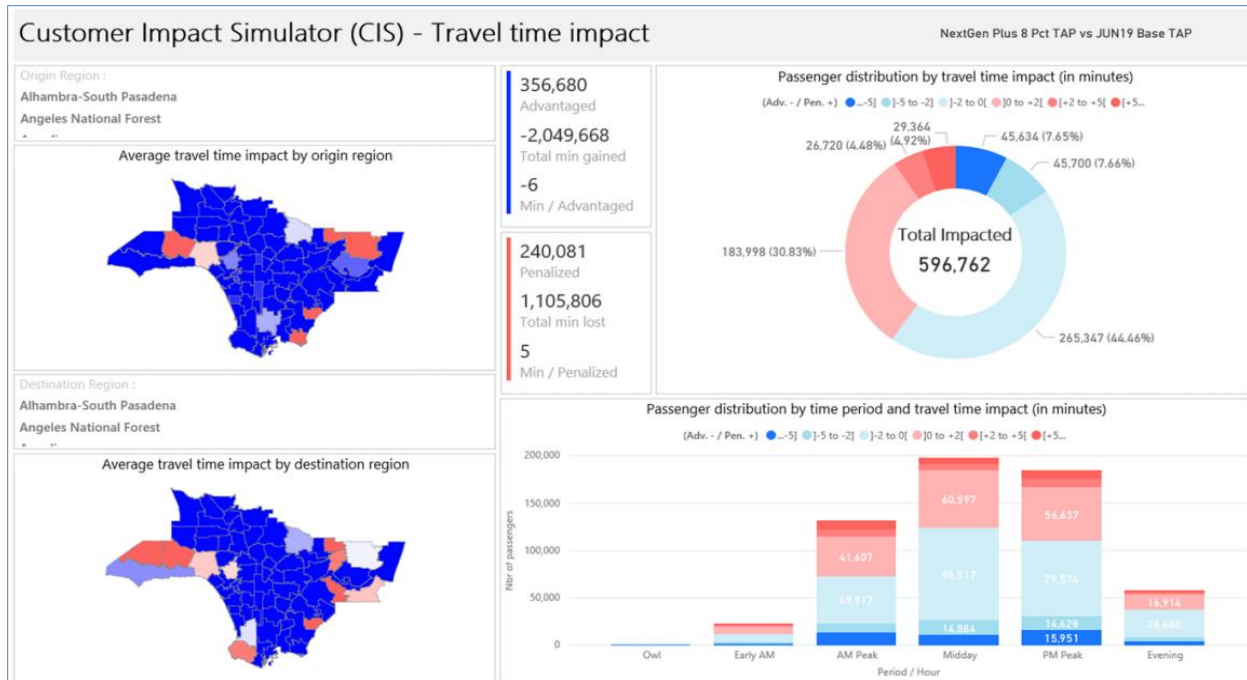 Customer Impact Simulator (CIS) - Travel time impact
NextGen Plus 8 Pct TAP vs JUN19 Base TAP
Origin Region :
Alhambra-South Pasadena
Angeles National Forest
Average travel time impact by origin region
Destination Region :
Alhambra-South Pasadena
Angeles National Forest
Average travel time impact by destination region
356,680
Advantaged
-2,049,668
Total min gained
-6
Min / Advantaged
240,081
Penalized
1,105,806
Total min lost
5
Min / Penalized
Passenger distribution by travel time impact (in minutes)
(Adv. - / Pen. +) ...-5] ]-5 to -2] ]-2 to 0[ ]0 to +2[ [+2 to +5[ [+5...
29,364 (4.92%)
45,634 (7.65%)
26,720 (4.48%)
45,700 (7.66%)
183,998 (30.83%)
Total Impacted
596,762
265,347 (44.46%)
Passenger distribution by time period and travel time impact (in minutes)
(Adv. - / Pen. +) ...-5] ]-5 to -2] ]-2 to 0[ ]0 to +2[ [+2 to +5[ [+5...
Nbr of passengers
200,000
150,000
100,000
50,000
0
41,607
49,917
60,597
98,517
14,884
56,637
79,574
14,628
15,951
16,914
28,680
Owl Early AM AM Peak Midday PM Peak Evening
Period / Hour